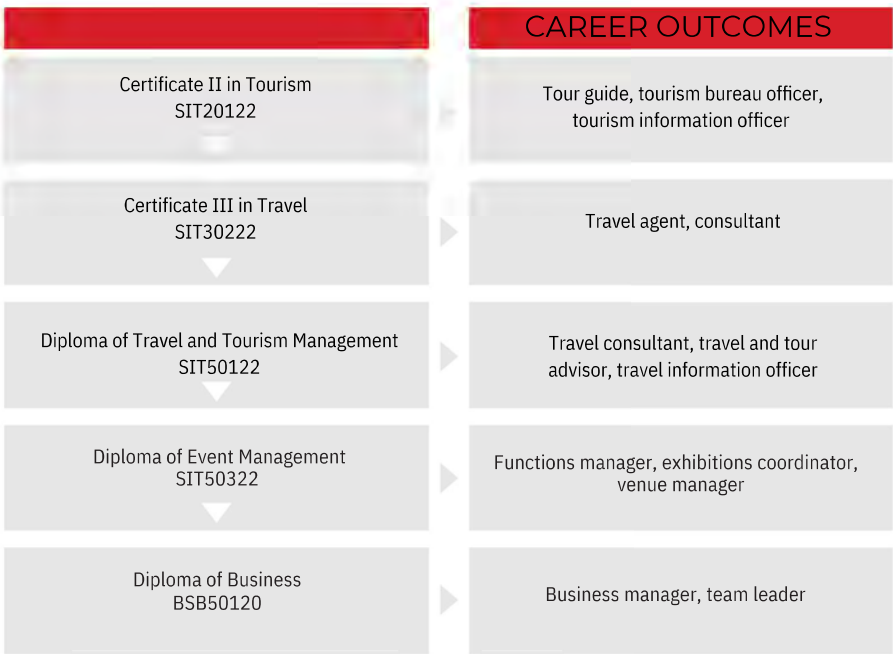 CAREER OUTCOMES
Certificate II in Tourism
SIT20122
Tour guide, tourism bureau officer,
tourism information officer
Certificate III in Travel
SIT30222
Travel agent, consultant
Diploma of Travel and Tourism Management
SIT50122
Travel consultant, travel and tour
advisor, travel information officer
Diploma of Event Management
SIT50322
Functions manager, exhibitions coordinator,
venue manager
Diploma of Business
BSB50120
Business manager, team leader